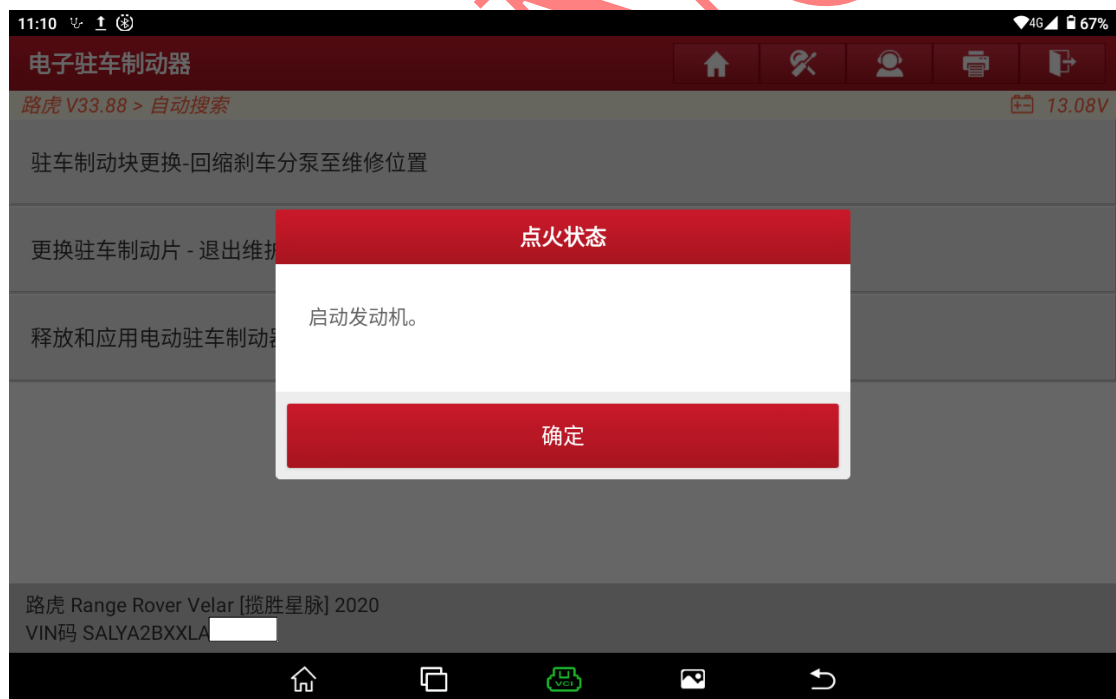 11:10
4G 67%
电子驻车制动器
路虎 V33.88 > 自动搜索
13.08V
驻车制动块更换-回缩刹车分泵至维修位置
更换驻车制动片 - 退出维
点火状态
启动发动机。
释放和应用电动驻车制动
确定
路虎 Range Rover Velar [揽胜星脉] 2020
VIN码 SALYA2BXXLA
VCI